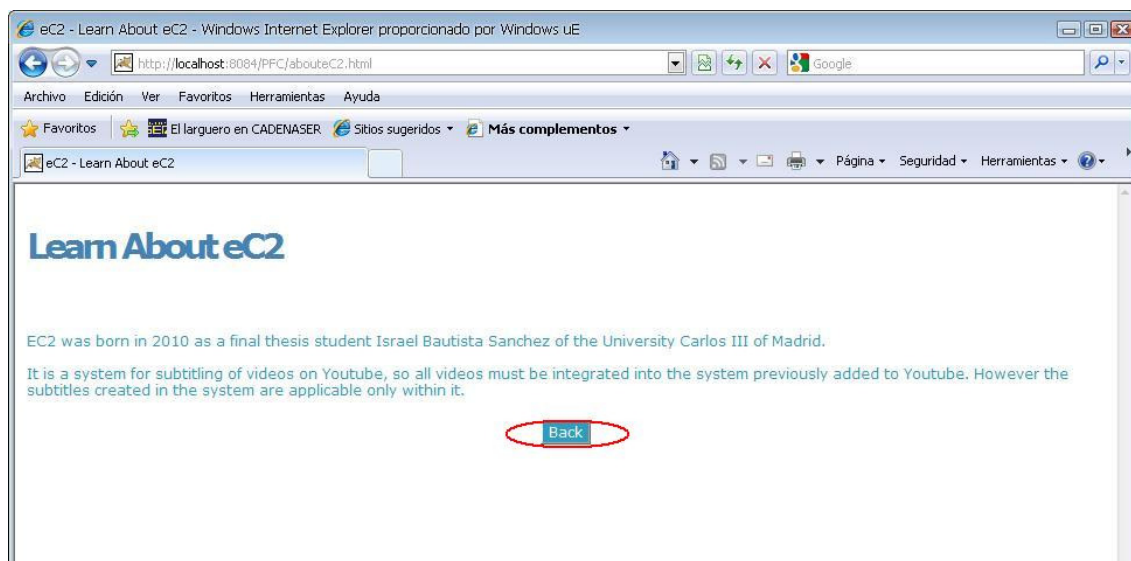 eC2 - Learn About eC2 - Windows Internet Explorer proporcionado por Windows uE
http://localhost:8084/PFC/abouteC2.html
Google
Archivo Edición Ver Favoritos Herramientas Ayuda
Favoritos El larguero en CADENASER Sitios sugeridos Más complementos
eC2 - Learn About eC2 Página Seguridad Herramientas
Learn About eC2
EC2 was born in 2010 as a final thesis student Israel Bautista Sanchez of the University Carlos III of Madrid.
It is a system for subtitling of videos on Youtube, so all videos must be integrated into the system previously added to Youtube. However the
subtitles created in the system are applicable only within it.
Back